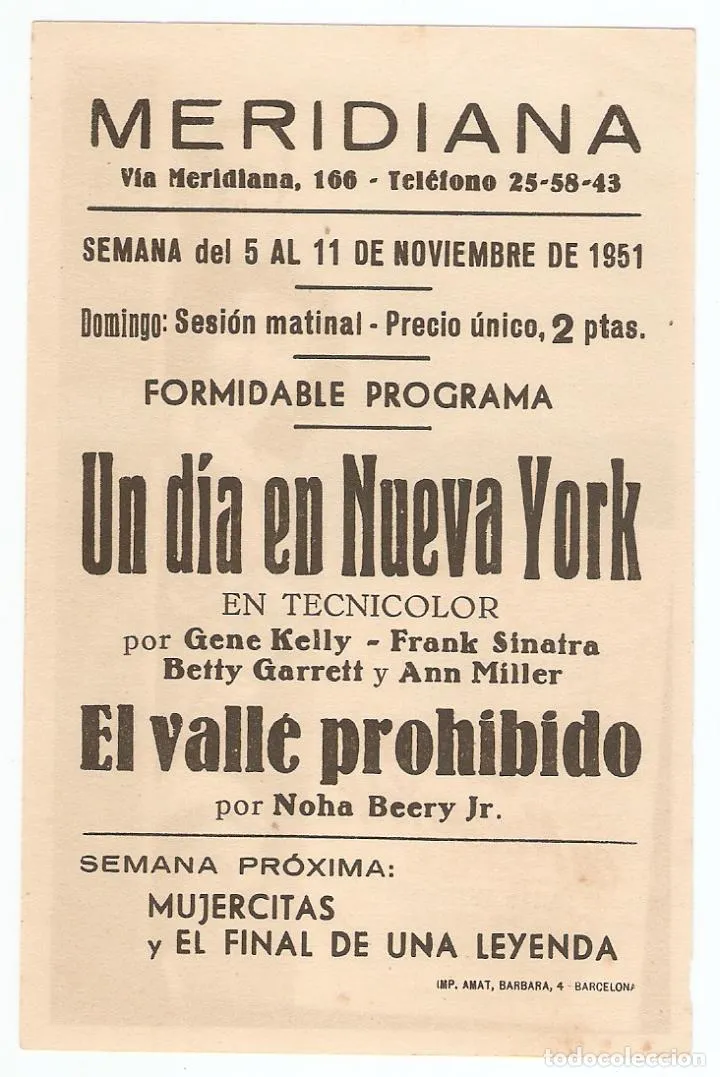 MERIDIANA
Vía Meridiana, 166 - Teléfono 25-58-43
SEMANA del 5 AL 11 DE NOVIEMBRE DE 1951
Domingo: Sesión matinal - Precio único, 2 ptas.
FORMIDABLE PROGRAMA
Un día en Nueva York
EN TECNICOLOR
por Gene Kelly - Frank Sinatra
Betty Garrett y Ann Miller
El valle prohibido
por Noha Beery Jr.
SEMANA PRÓXIMA:
MUJERCITAS
y EL FINAL DE UNA LEYENDA
IMP. AMAT, BARBARA, 4 - BARCELONA
todocoleccion